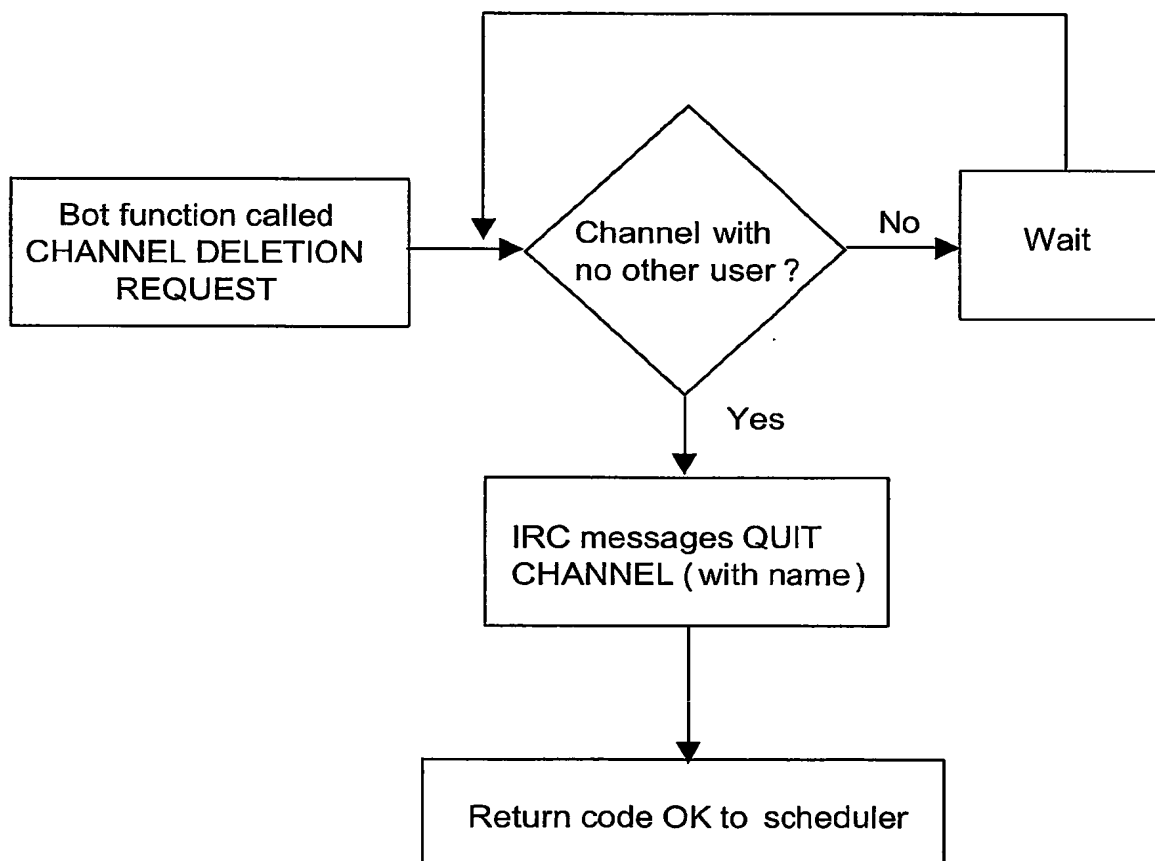 Bot function called
CHANNEL DELETION
REQUEST
Channel with
no other user ?
No
Wait
Yes
IRC messages QUIT
CHANNEL (with name)
Return code OK to scheduler